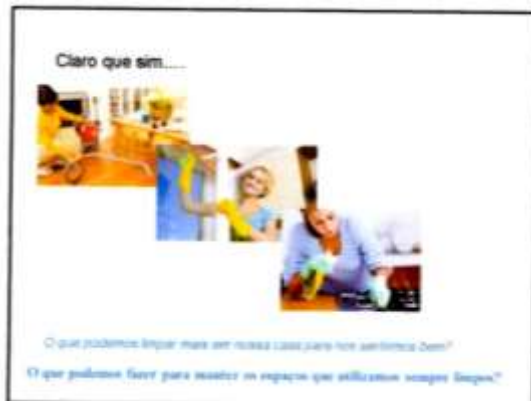 Claro que sim.....
O que podemos limpar mais em nossa casa para nos sentirmos bem?
O que podemos fazer para manter os espaços que utilizamos sempre limpos?